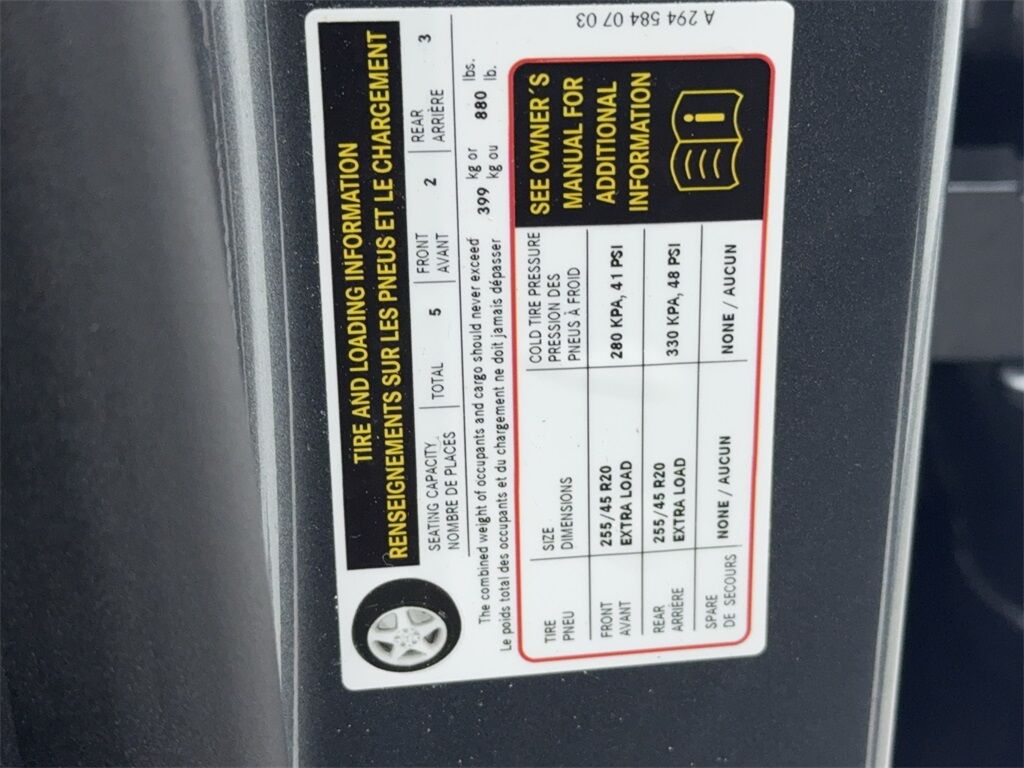 A 294 584 07 03
TIRE AND LOADING INFORMATION
RENSEIGNEMENTS SUR LES PNEUS ET LE CHARGEMENT
SEATING CAPACITY
NOMBRE DE PLACES
TOTAL 5
FRONT
AVANT
2
REAR
ARRIÈRE
3
The combined weight of occupants and cargo should never exceed 399 kg or 880 lbs.
Le poids total des occupants et du chargement ne doit jamais dépasser kg ou lb.
TIRE
PNEU
SIZE
DIMENSIONS
COLD TIRE PRESSURE
PRESSION DES
PNEUS À FROID
FRONT
AVANT
255/45 R20
EXTRA LOAD
280 KPA, 41 PSI
REAR
ARRIÈRE
255/45 R20
EXTRA LOAD
330 KPA, 48 PSI
SPARE
DE SECOURS
NONE / AUCUN
NONE / AUCUN
SEE OWNER'S
MANUAL FOR
ADDITIONAL
INFORMATION
i